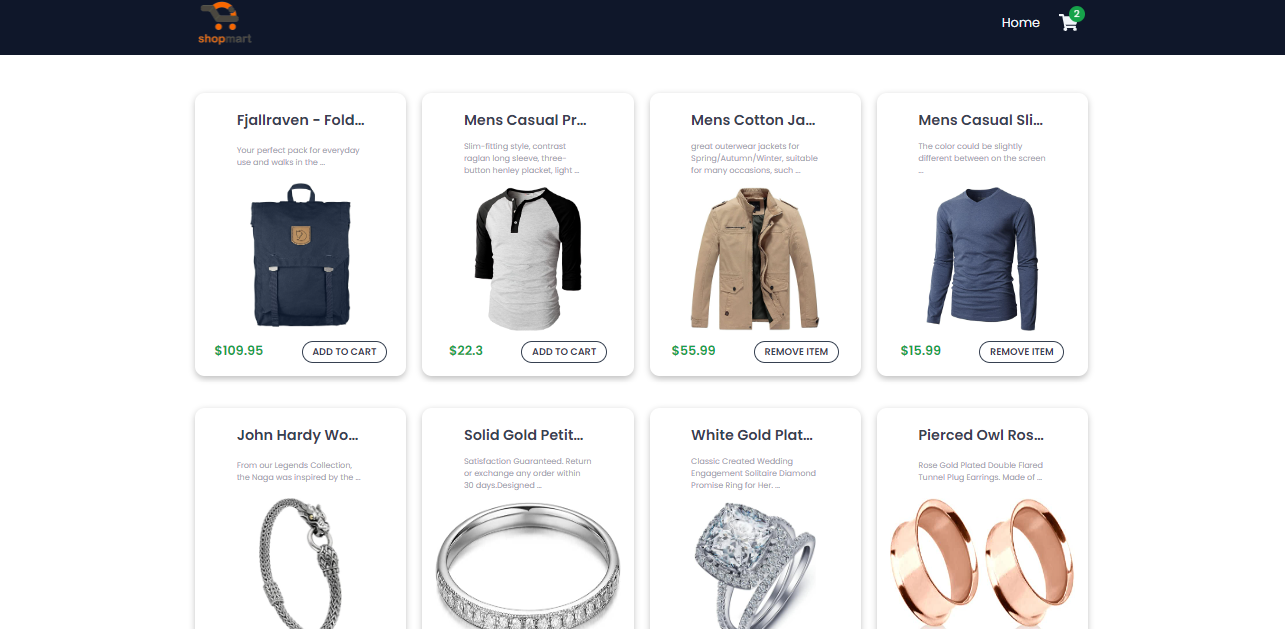 shopmart
Home
2
Fjallraven - Fold...
Your perfect pack for everyday
use and walks in the ...
$109.95
ADD TO CART
Mens Casual Pr...
Slim-fitting style, contrast
raglan long sleeve, three-
button henley placket, light ...
$22.3
ADD TO CART
Mens Cotton Ja...
great outerwear jackets for
Spring/Autumn/Winter, suitable
for many occasions, such ...
$55.99
REMOVE ITEM
Mens Casual Sli...
The color could be slightly
different between on the screen
...
$15.99
REMOVE ITEM
John Hardy Wo...
From our Legends Collection,
the Naga was inspired by the ...
Solid Gold Petit...
Satisfaction Guaranteed. Return
or exchange any order within
30 days.Designed ...
White Gold Plat...
Classic Created Wedding
Engagement Solitaire Diamond
Promise Ring for Her. ...
Pierced Owl Ros...
Rose Gold Plated Double Flared
Tunnel Plug Earrings. Made of ...